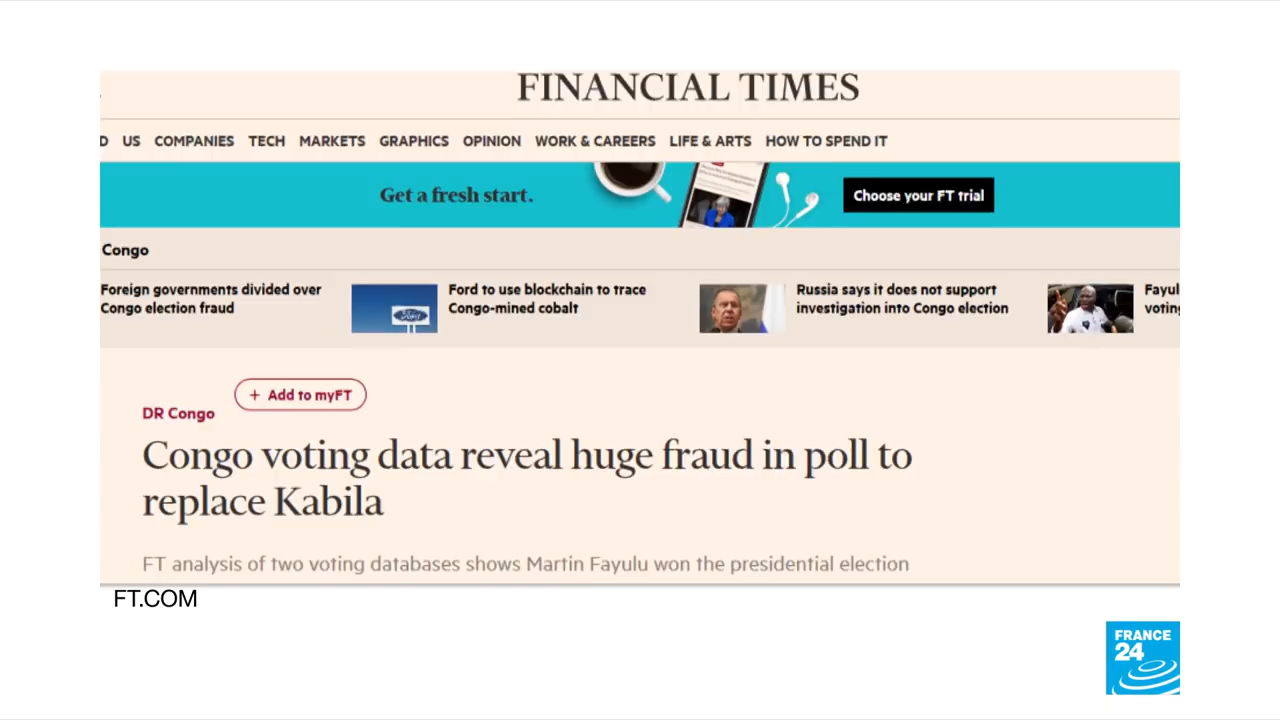 FINANCIAL TIMES
D US COMPANIES TECH MARKETS GRAPHICS OPINION WORK & CAREERS LIFE & ARTS HOW TO SPEND IT
Get a fresh start.
Choose your FT trial
Congo
Foreign governments divided over
Congo election fraud
Ford
Ford to use blockchain to trace
Congo-mined cobalt
Russia says it does not support
investigation into Congo election
Fayul
voting
+ Add to myFT
DR Congo
Congo voting data reveal huge fraud in poll to
replace Kabila
FT analysis of two voting databases shows Martin Fayulu won the presidential election
FT.COM
FRANCE
24